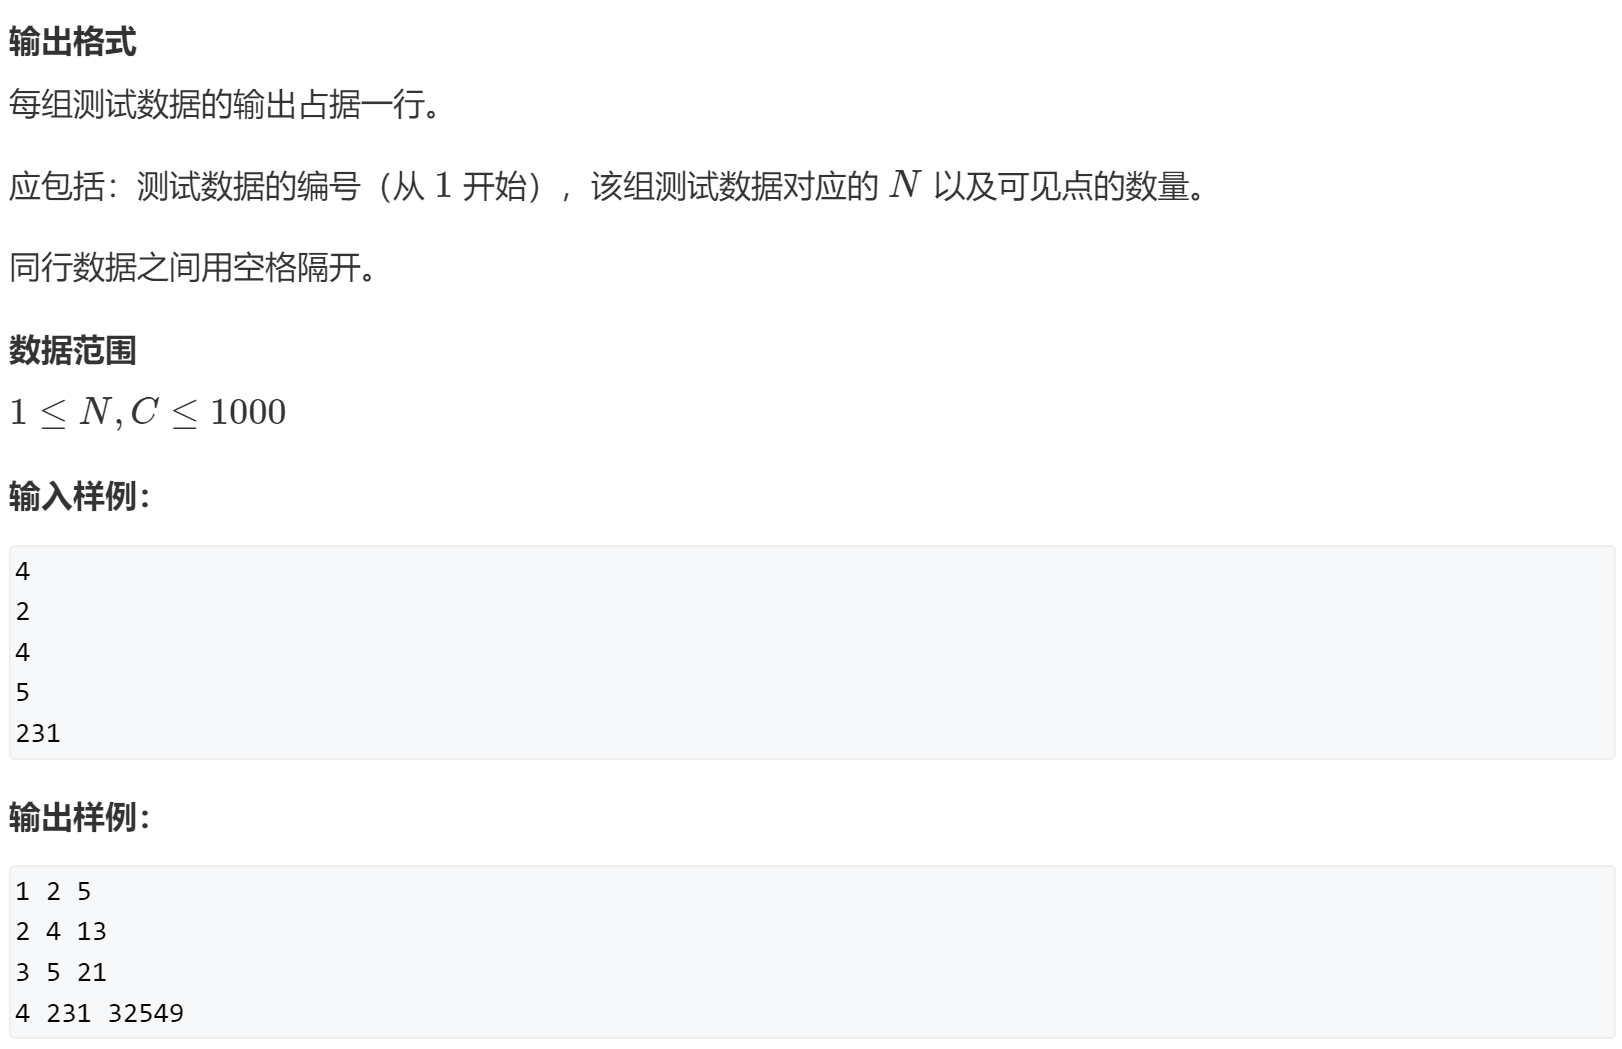 输出格式
每组测试数据的输出占据一行。
应包括：测试数据的编号（从 1 开始），该组测试数据对应的 N 以及可见点的数量。
同行数据之间用空格隔开。
数据范围
1 ≤ N, C ≤ 1000
输入样例：
4
2
4
5
231
输出样例：
1 2 5
2 4 13
3 5 21
4 231 32549